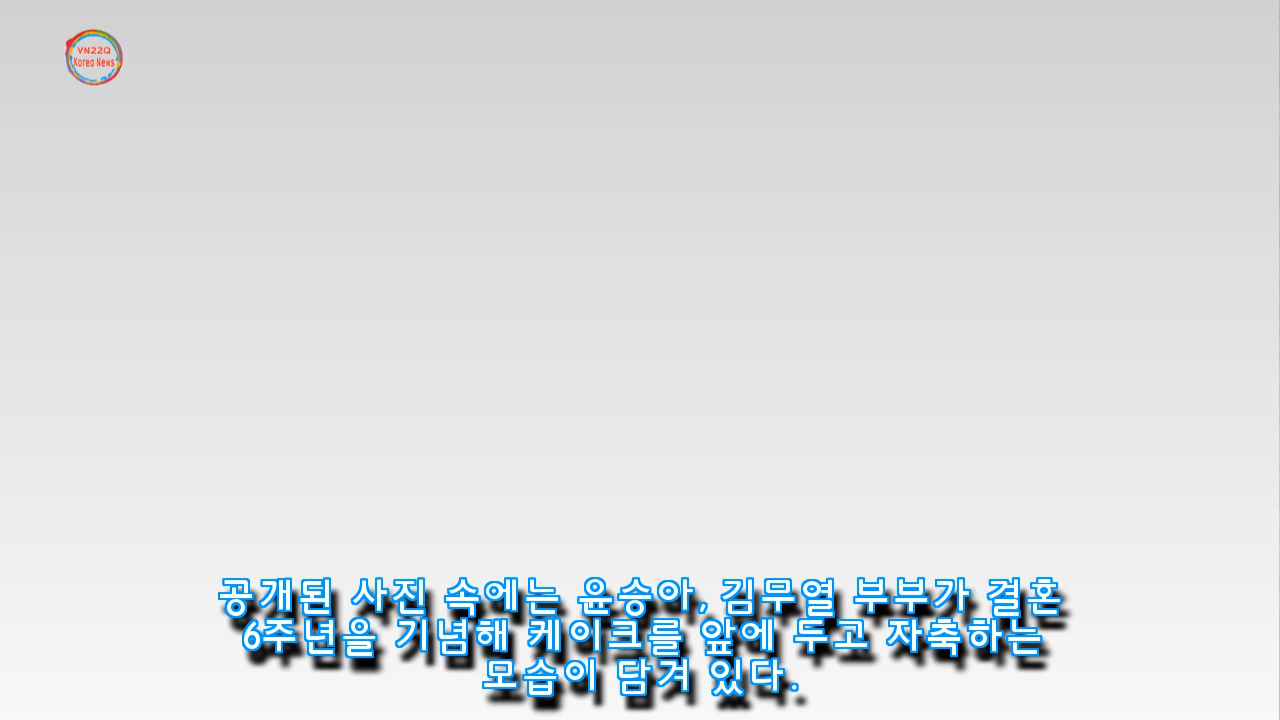 VN22Q
Korea News
공개된 사진 속에는 윤승아, 김무열 부부가 결혼
6주년을 기념해 케이크를 앞에 두고 자축하는
모습이 담겨 있다.